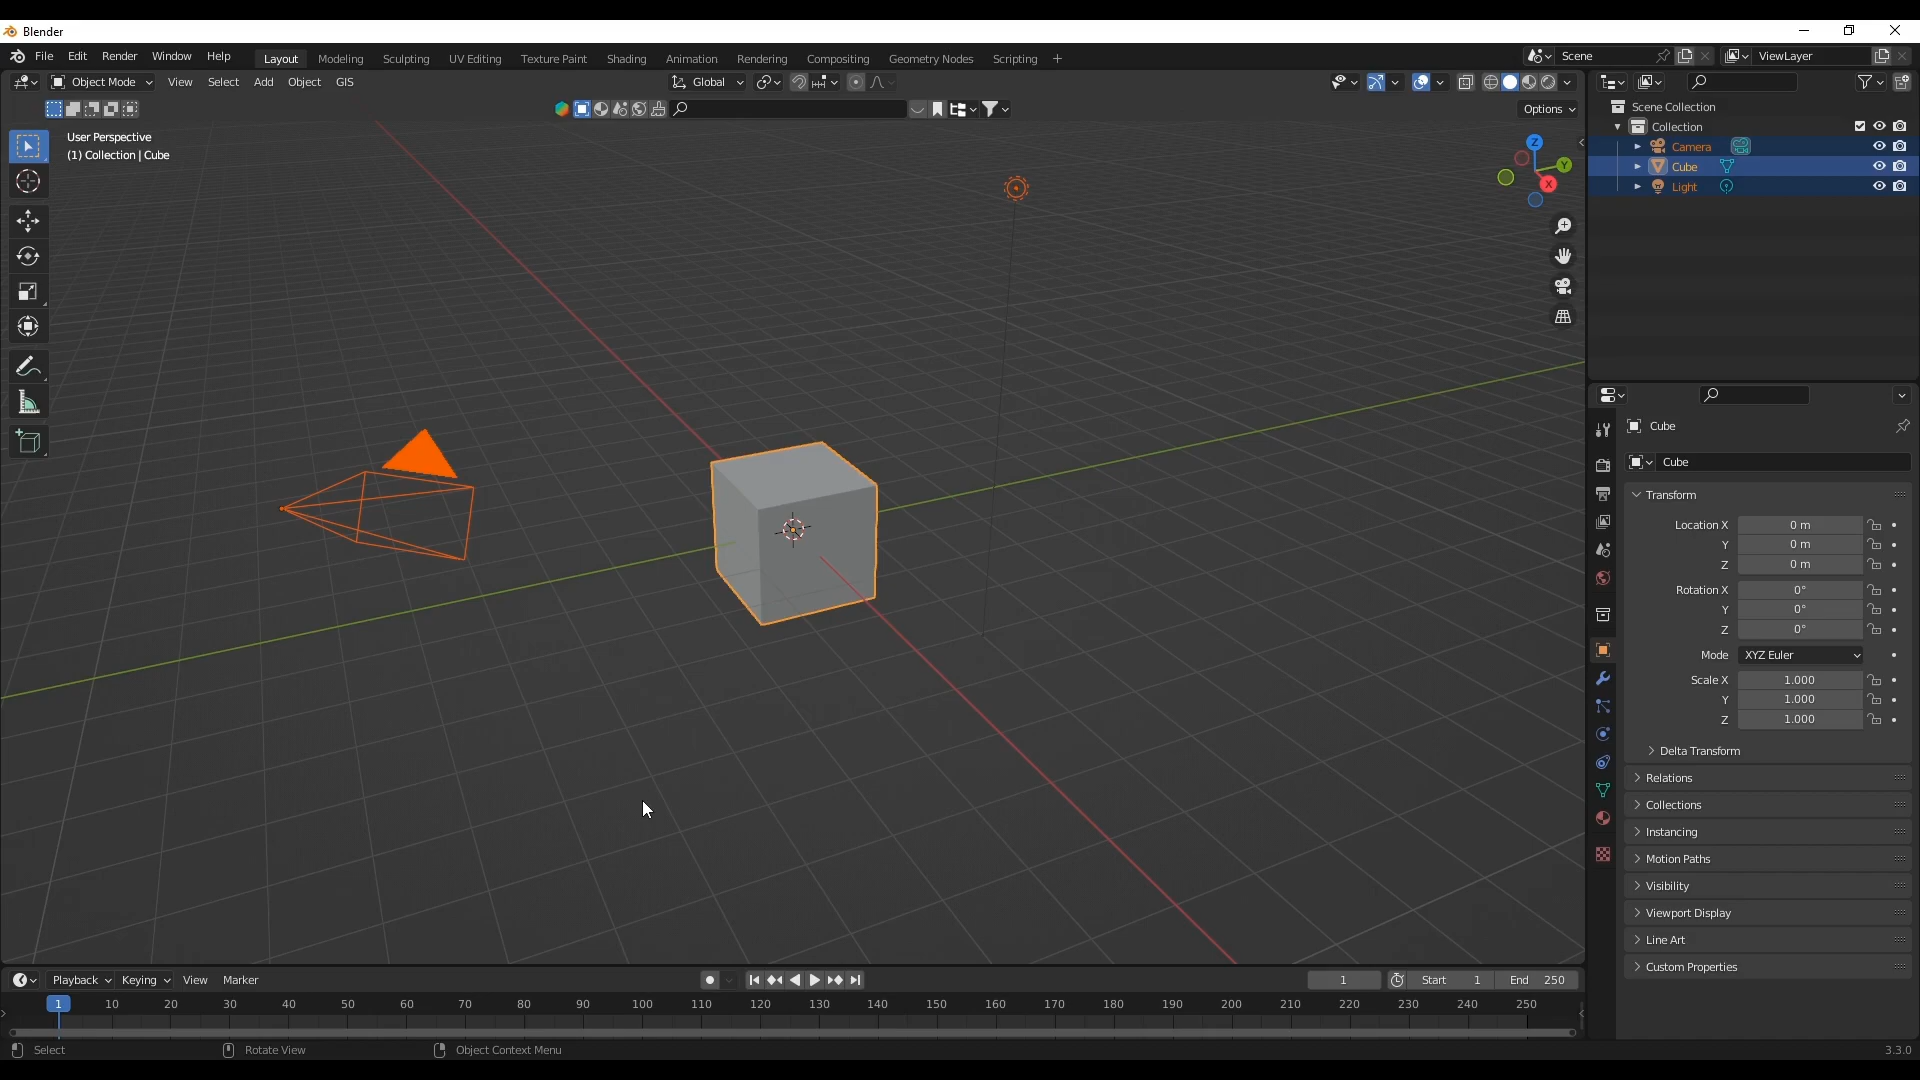 Blender
File Edit Render Window Help Layout Modeling Sculpting UV Editing Texture Paint Shading Animation Rendering Compositing Geometry Nodes Scripting + Scene ViewLayer
Object Mode View Select Add Object GIS Global
Options
User Perspective
(1) Collection | Cube
Z
Y
X
Scene Collection
Collection
Camera
Cube
Light
Cube
Cube
Transform
Location X 0 m
Y 0 m
Z 0 m
Rotation X 0°
Y 0°
Z 0°
Mode XYZ Euler
Scale X 1.000
Y 1.000
Z 1.000
Delta Transform
Relations
Collections
Instancing
Motion Paths
Visibility
Viewport Display
Line Art
Custom Properties
Playback Keying View Marker 1 Start 1 End 250
1 10 20 30 40 50 60 70 80 90 100 110 120 130 140 150 160 170 180 190 200 210 220 230 240 250
Select Rotate View Object Context Menu 3.3.0